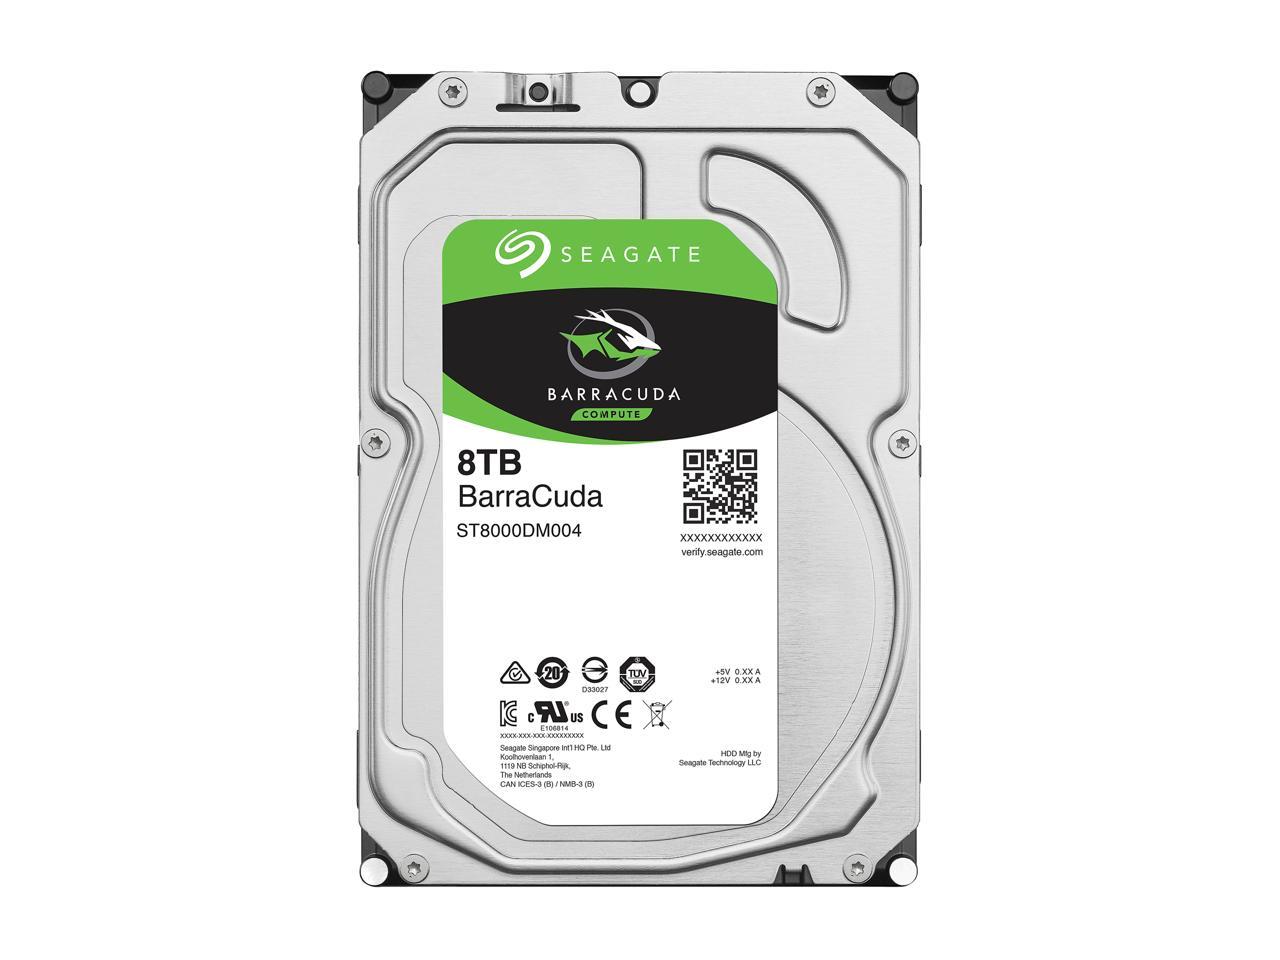 SEAGATE
BARRACUDA
COMPUTE
8TB
BarraCuda
ST8000DM004
XXXXXXXXXXXX
verify.seagate.com
20
TÜV
SÜD
D33027
+5V 0.XX A
+12V 0.XX A
c RU® US CE
E106814
XXXX-XXX-XXX-XXXXXXXXX
Seagate Singapore Int'l HQ Pte. Ltd
Koolhovenlaan 1,
1119 NB Schiphol-Rijk,
The Netherlands
CAN ICES-3 (B) / NMB-3 (B)
HDD Mfg by
Seagate Technology LLC